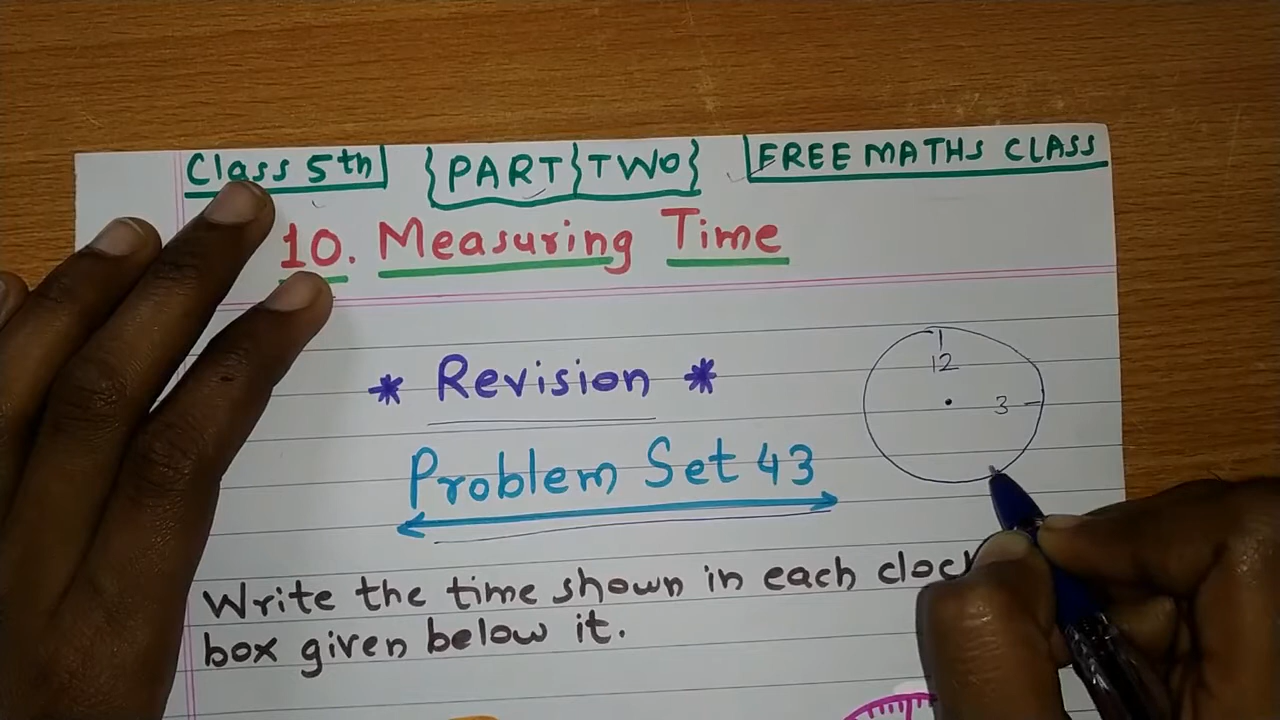 Class 5th {PART}TWO} FREE MATHS CLASS
10. Measuring Time
* Revision *
12
3
Problem Set 43
Write the time shown in each
box given below it.